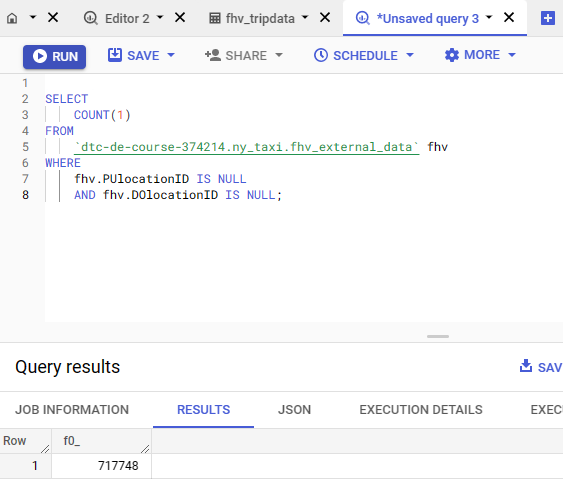 Editor 2 fhv_tripdata *Unsaved query 3
RUN SAVE SHARE SCHEDULE MORE
1
2 SELECT
3 COUNT(1)
4 FROM
5 `dtc-de-course-374214.ny_taxi.fhv_external_data` fhv
6 WHERE
7 fhv.PUlocationID IS NULL
8 AND fhv.DOlocationID IS NULL;
Query results SAV
JOB INFORMATION RESULTS JSON EXECUTION DETAILS EXEC
Row f0_
1 717748